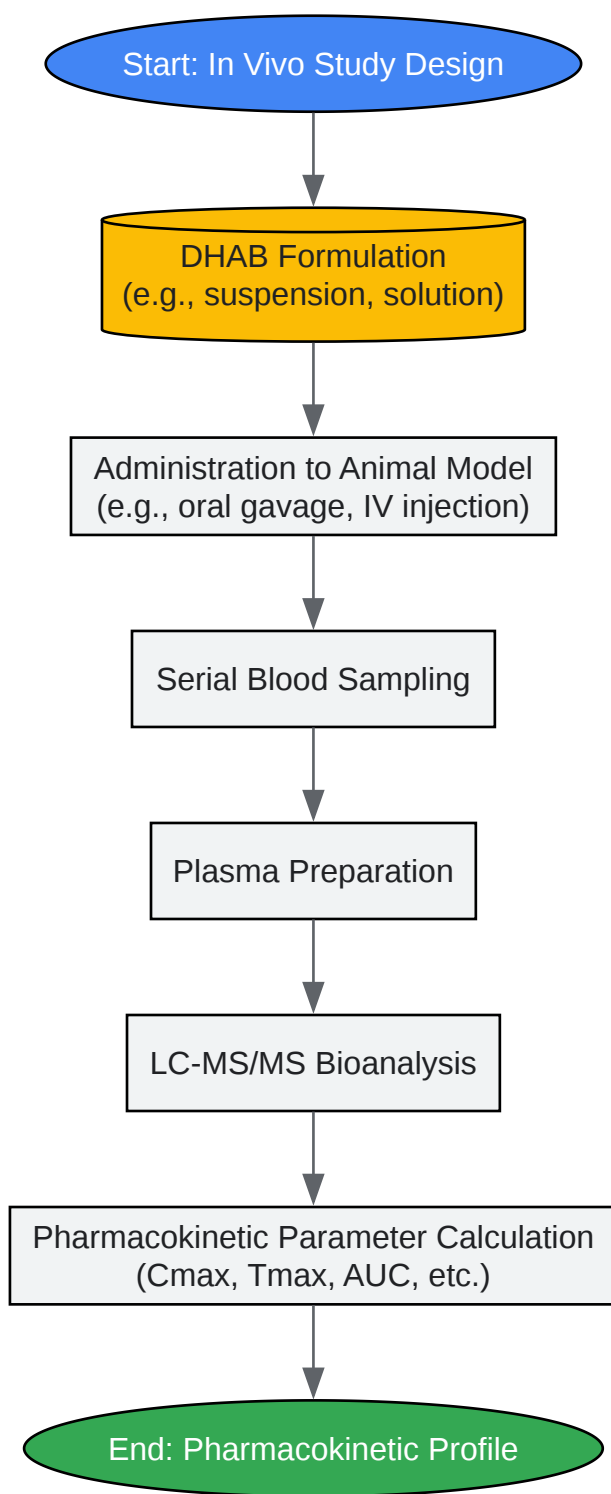 Start: In Vivo Study Design
DHAB Formulation
(e.g., suspension, solution)
Administration to Animal Model
(e.g., oral gavage, IV injection)
Serial Blood Sampling
Plasma Preparation
LC-MS/MS Bioanalysis
Pharmacokinetic Parameter Calculation
(Cmax, Tmax, AUC, etc.)
End: Pharmacokinetic Profile